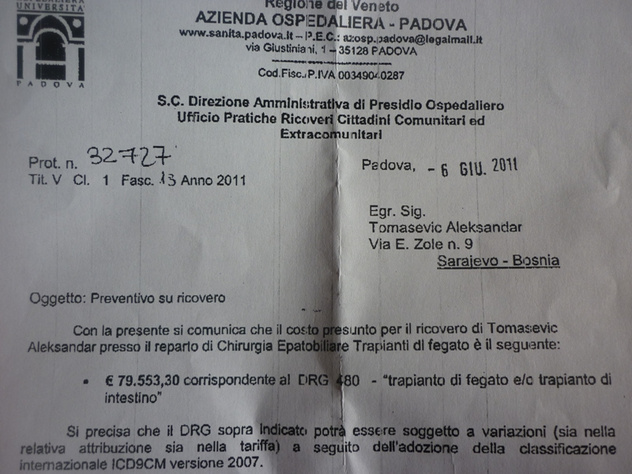 UNIVERSITÀ
PADOVA
Regione del Veneto
AZIENDA OSPEDALIERA - PADOVA
www.sanita.padova.it – P.E.C.: azosp.padova@legalmail.it
via Giustiniani, 1 – 35128 PADOVA
Cod.Fisc./P.IVA 00349040287
S.C. Direzione Amministrativa di Presidio Ospedaliero
Ufficio Pratiche Ricoveri Cittadini Comunitari ed
Extracomunitari
Prot. n. 32727
Tit. V Cl. 1 Fasc. 13 Anno 2011
Padova, - 6 GIU. 2011
Egr. Sig.
Tomasevic Aleksandar
Via E. Zole n. 9
Sarajevo - Bosnia
Oggetto: Preventivo su ricovero
Con la presente si comunica che il costo presunto per il ricovero di Tomasevic
Aleksandar presso il reparto di Chirurgia Epatobiliare Trapianti di fegato è il seguente:
• € 79.553,30 corrispondente al DRG 480 - “trapianto di fegato e/o trapianto di
intestino”
Si precisa che il DRG sopra indicato potrà essere soggetto a variazioni (sia nella
relativa attribuzione sia nella tariffa) a seguito dell'adozione della classificazione
internazionale ICD9CM versione 2007.